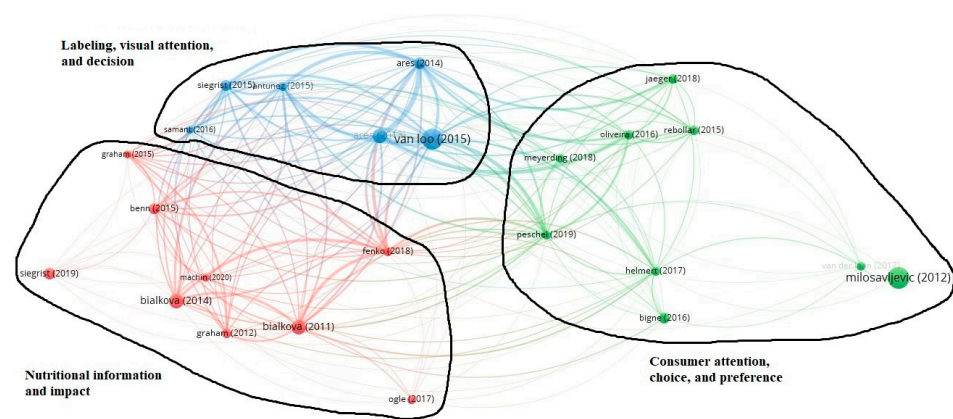 Labeling, visual attention,
and decision
ares (2014)
siegrist (2015)
antunez (2015)
samant (2016)
van loo (2015)
graham (2015)
benn (2015)
fenko (2018)
siegrist (2019)
machin (2020)
bialkova (2014)
bialkova (2011)
graham (2012)
ogle (2017)
Nutritional information
and impact
jaeger (2018)
oliveira (2016)
rebollar (2015)
meyerding (2018)
peschel (2019)
helmert (2017)
milosavljevic (2012)
bigne (2016)
Consumer attention,
choice, and preference